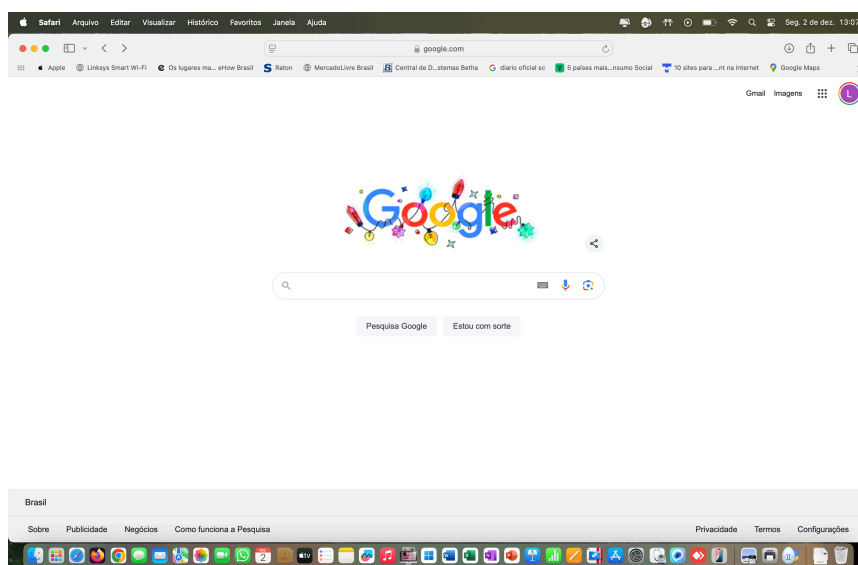 Safari Arquivo Editar Visualizar Histórico Favoritos Janela Ajuda Seg. 2 de dez. 13:07
google.com
Apple Linksys Smart Wi-Fi Os lugares ma... eHow Brasil Raton MercadoLivre Brasil Central de D...stemas Betha diario oficial sc 5 países mais...nsumo Social 10 sites para ...nt na internet Google Maps
Gmail Imagens L
Google
Pesquisa Google Estou com sorte
Brasil
Sobre Publicidade Negócios Como funciona a Pesquisa Privacidade Termos Configurações
2 tv